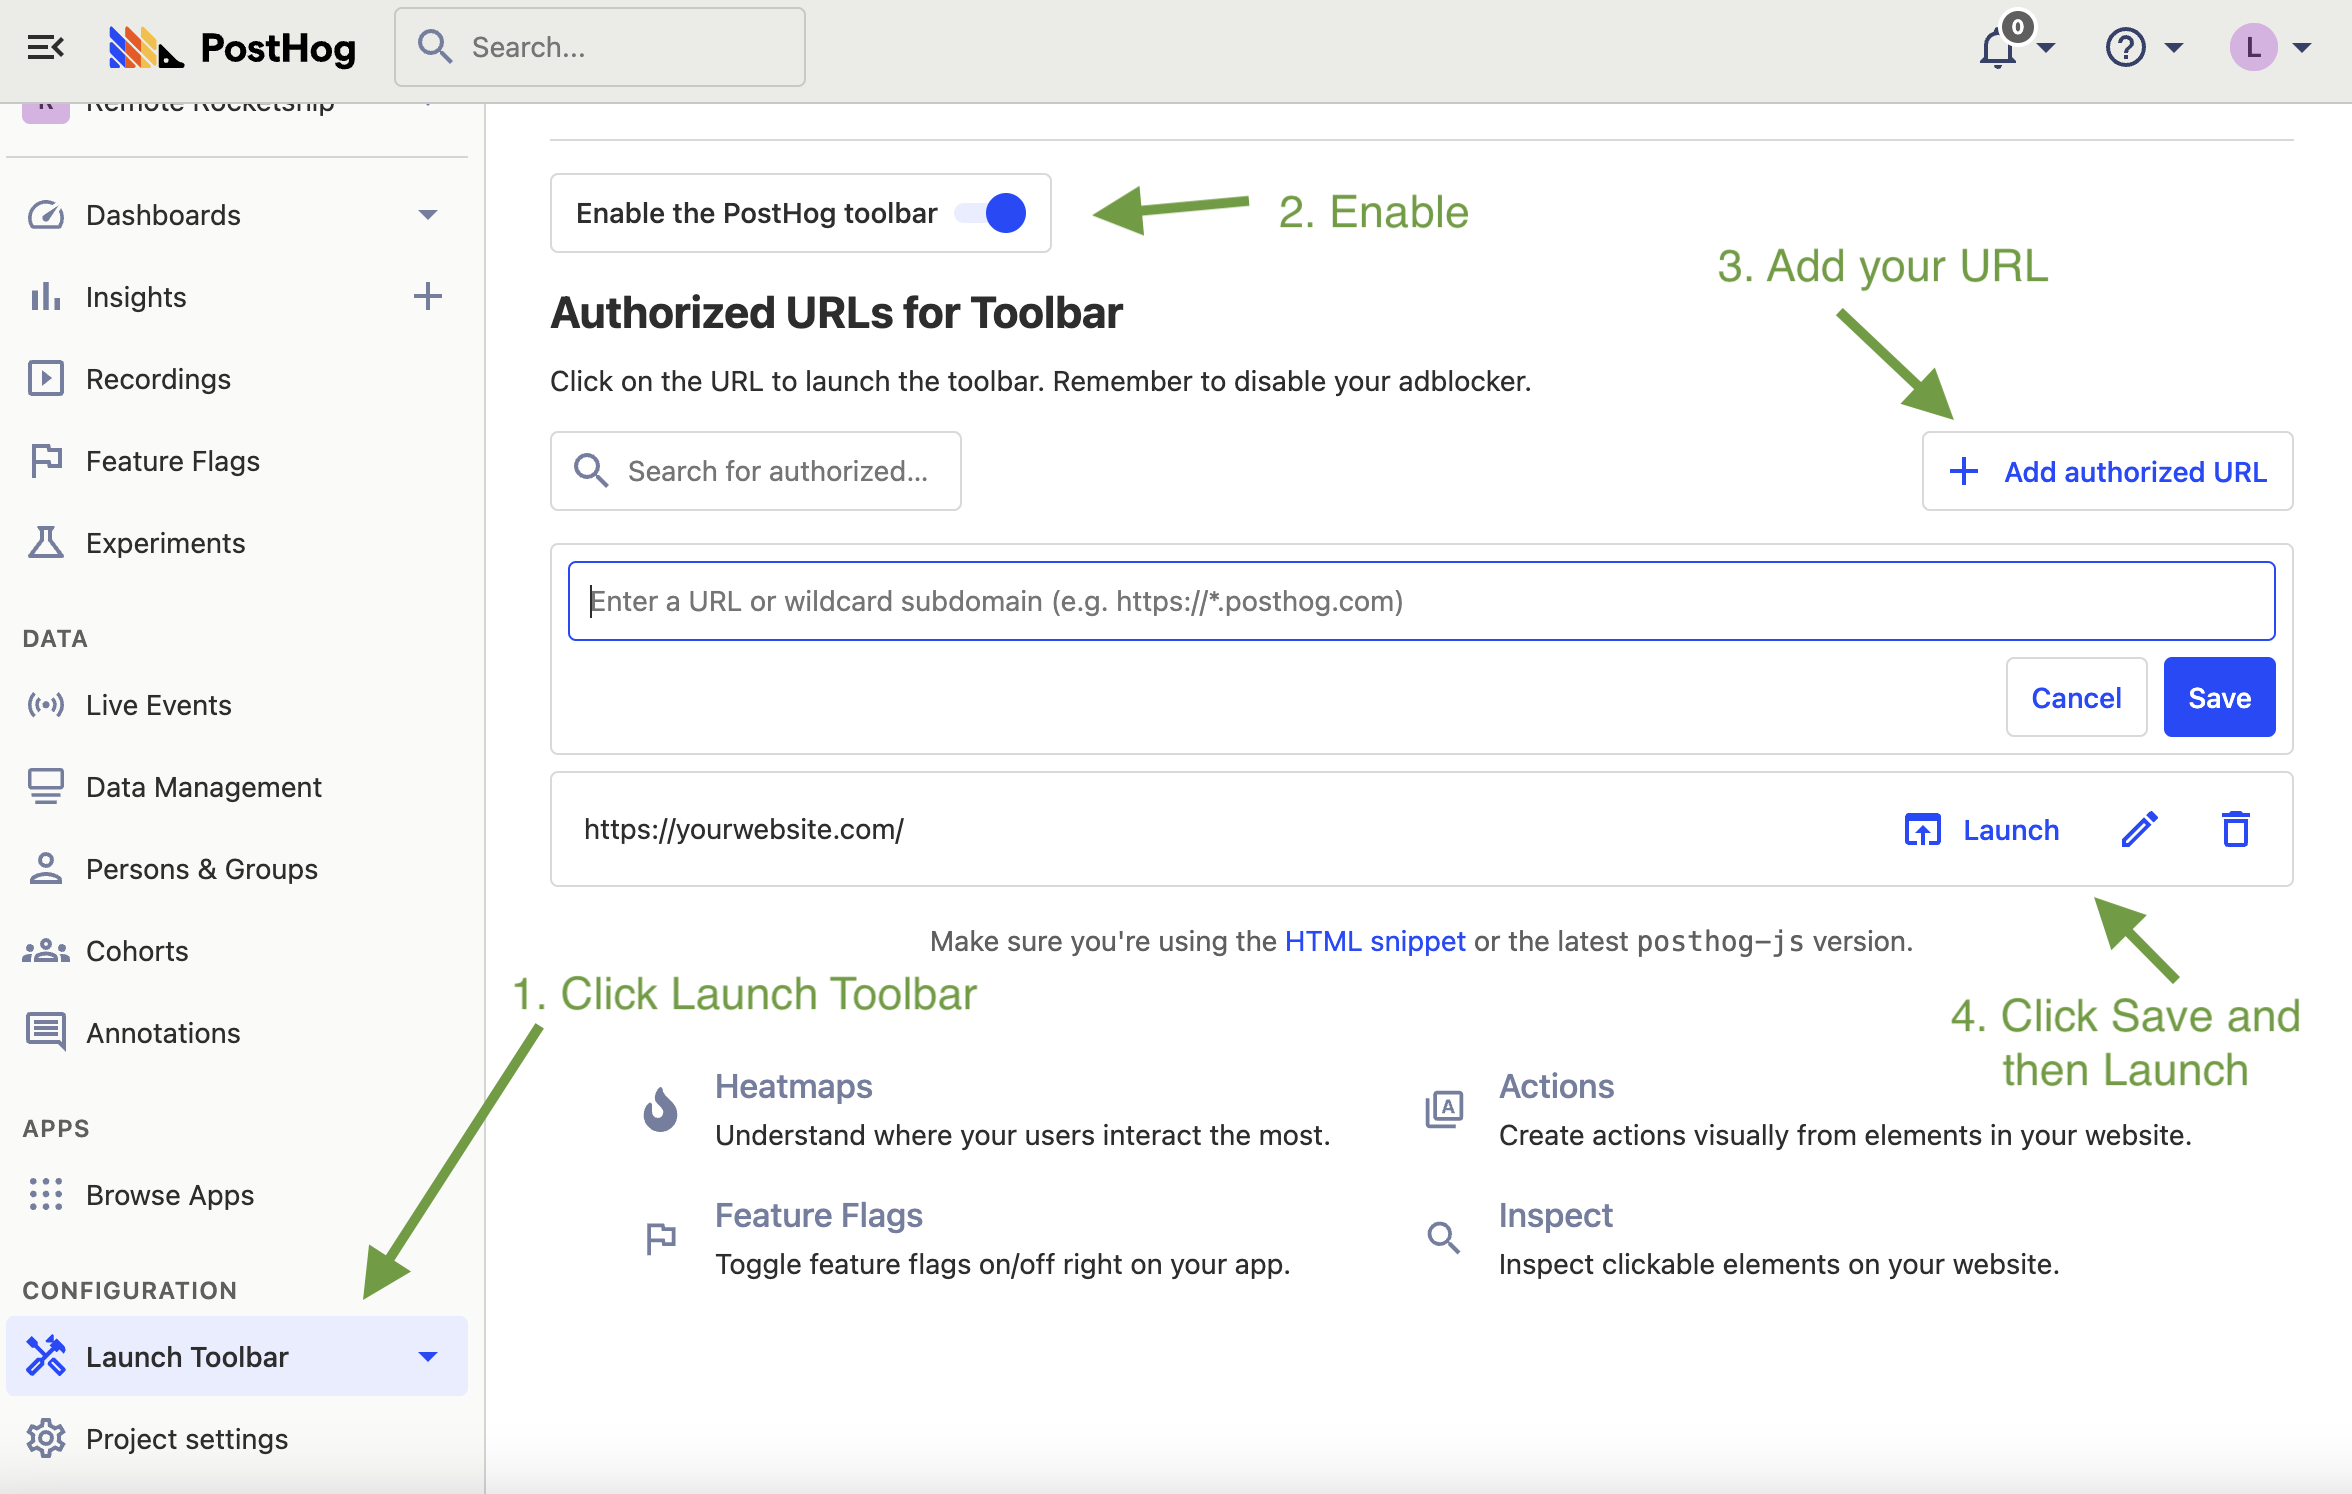 PostHog
Search...
0
L
Remote Rocketship
Dashboards
Insights
Recordings
Feature Flags
Experiments
DATA
Live Events
Data Management
Persons & Groups
Cohorts
Annotations
APPS
Browse Apps
CONFIGURATION
Launch Toolbar
Project settings
Enable the PostHog toolbar
2. Enable
3. Add your URL
Authorized URLs for Toolbar
Click on the URL to launch the toolbar. Remember to disable your adblocker.
Search for authorized...
Add authorized URL
Enter a URL or wildcard subdomain (e.g. https://*.posthog.com)
Cancel
Save
https://yourwebsite.com/
Launch
Make sure you're using the HTML snippet or the latest posthog-js version.
1. Click Launch Toolbar
4. Click Save and
then Launch
Heatmaps
Understand where your users interact the most.
A
Actions
Create actions visually from elements in your website.
Feature Flags
Toggle feature flags on/off right on your app.
Inspect
Inspect clickable elements on your website.